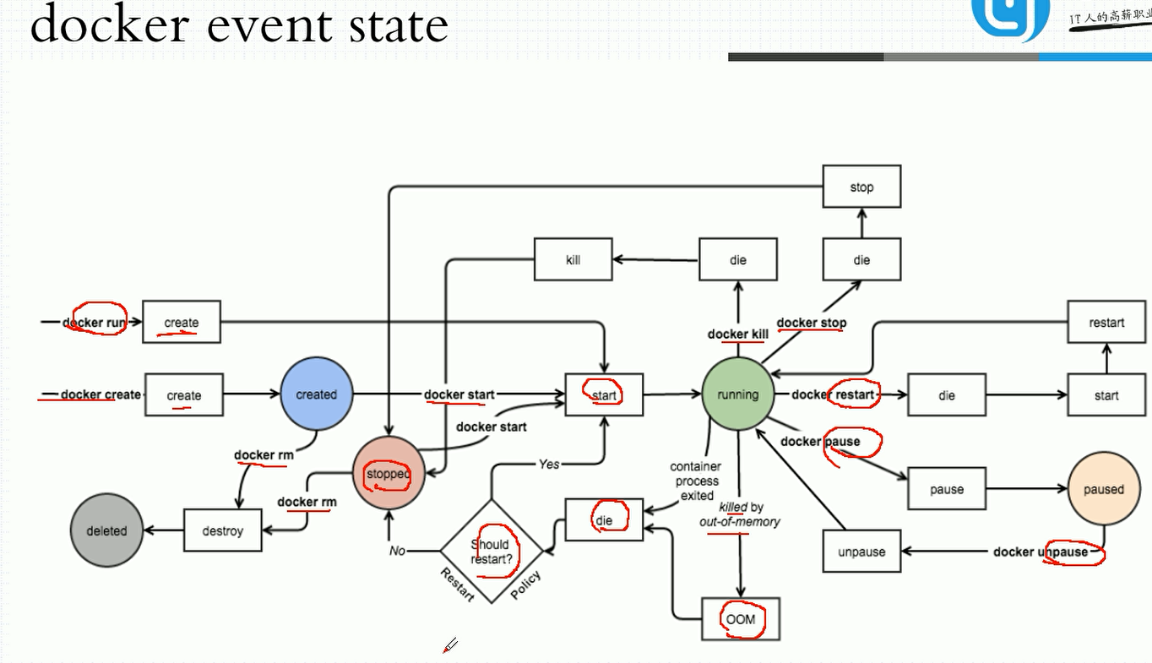 docker event state
IT人的高薪职业
stop
kill
die
die
docker run
create
docker kill
docker stop
restart
docker create
create
created
docker start
start
running
docker restart
die
start
docker start
docker pause
docker rm
stopped
Yes
container
process
exited
pause
paused
docker rm
killed by
out-of-memory
deleted
destroy
No
Should
restart?
Restart
Policy
die
unpause
docker unpause
OOM